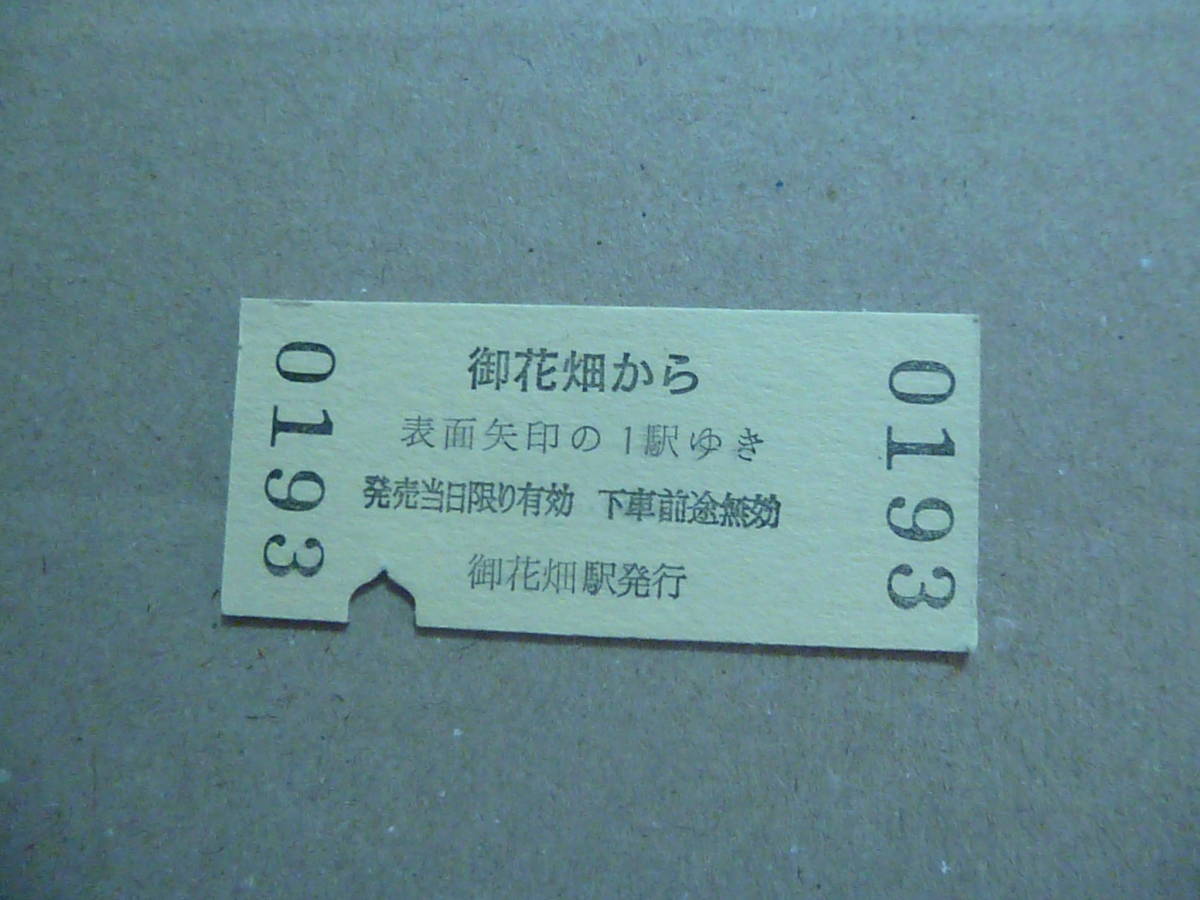 0193
御花畑から
表面矢印の1駅ゆき
発売当日限り有効 下車前途無効
御花畑駅発行
0193